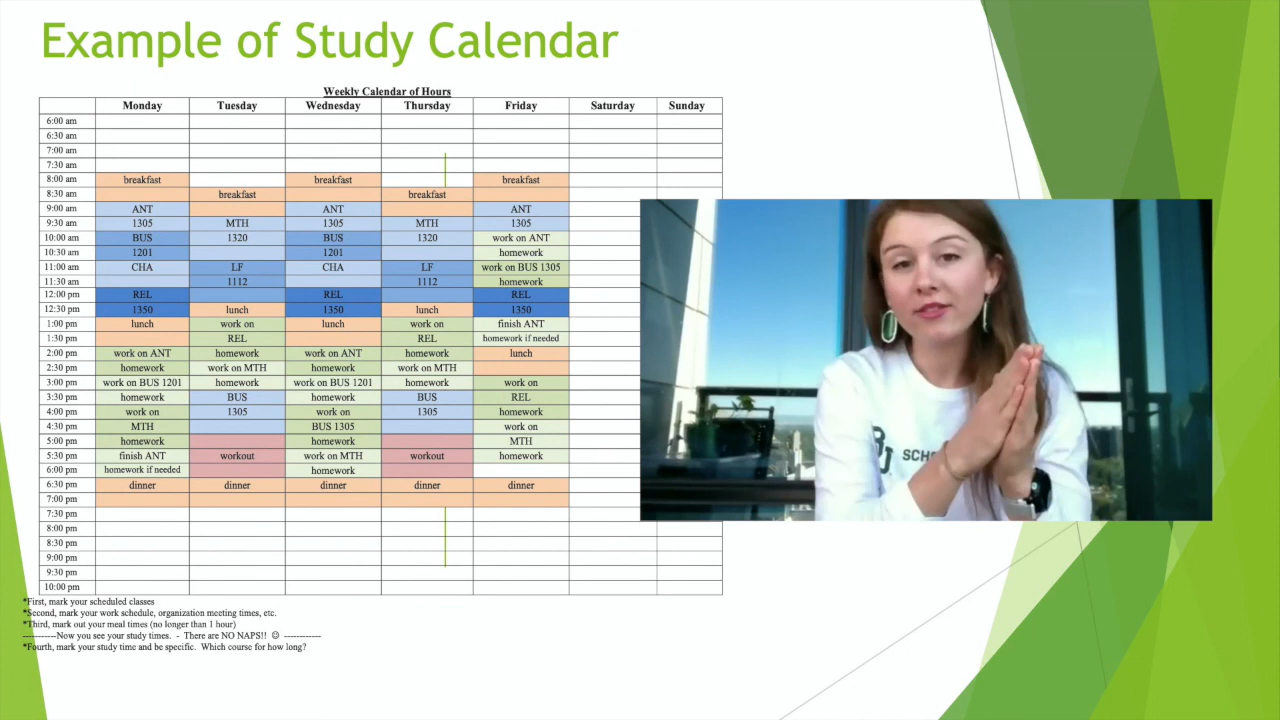 Example of Study Calendar
Weekly Calendar of Hours
Monday Tuesday Wednesday Thursday Friday Saturday Sunday
6:00 am
6:30 am
7:00 am
7:30 am
8:00 am breakfast breakfast breakfast
8:30 am breakfast breakfast
9:00 am ANT ANT ANT
9:30 am 1305 MTH 1305 MTH 1305
10:00 am BUS 1320 BUS 1320 work on ANT
10:30 am 1201 1201 homework
11:00 am CHA LF CHA LF work on BUS 1305
11:30 am 1112 1112 homework
12:00 pm REL REL REL
12:30 pm 1350 lunch 1350 lunch 1350
1:00 pm lunch work on lunch work on finish ANT
1:30 pm REL REL homework if needed
2:00 pm work on ANT homework work on ANT homework lunch
2:30 pm homework work on MTH homework work on MTH
3:00 pm work on BUS 1201 homework work on BUS 1201 homework work on
3:30 pm homework BUS homework BUS REL
4:00 pm work on 1305 work on 1305 homework
4:30 pm MTH BUS 1305 work on
5:00 pm homework homework MTH
5:30 pm finish ANT workout work on MTH workout homework
6:00 pm homework if needed homework
6:30 pm dinner dinner dinner dinner dinner
7:00 pm
7:30 pm
8:00 pm
8:30 pm
9:00 pm
9:30 pm
10:00 pm
*First, mark your scheduled classes
*Second, mark your work schedule, organization meeting times, etc.
*Third, mark out your meal times (no longer than 1 hour)
-----------Now you see your study times. - There are NO NAPS!! ☺ ------------
*Fourth, mark your study time and be specific. Which course for how long?